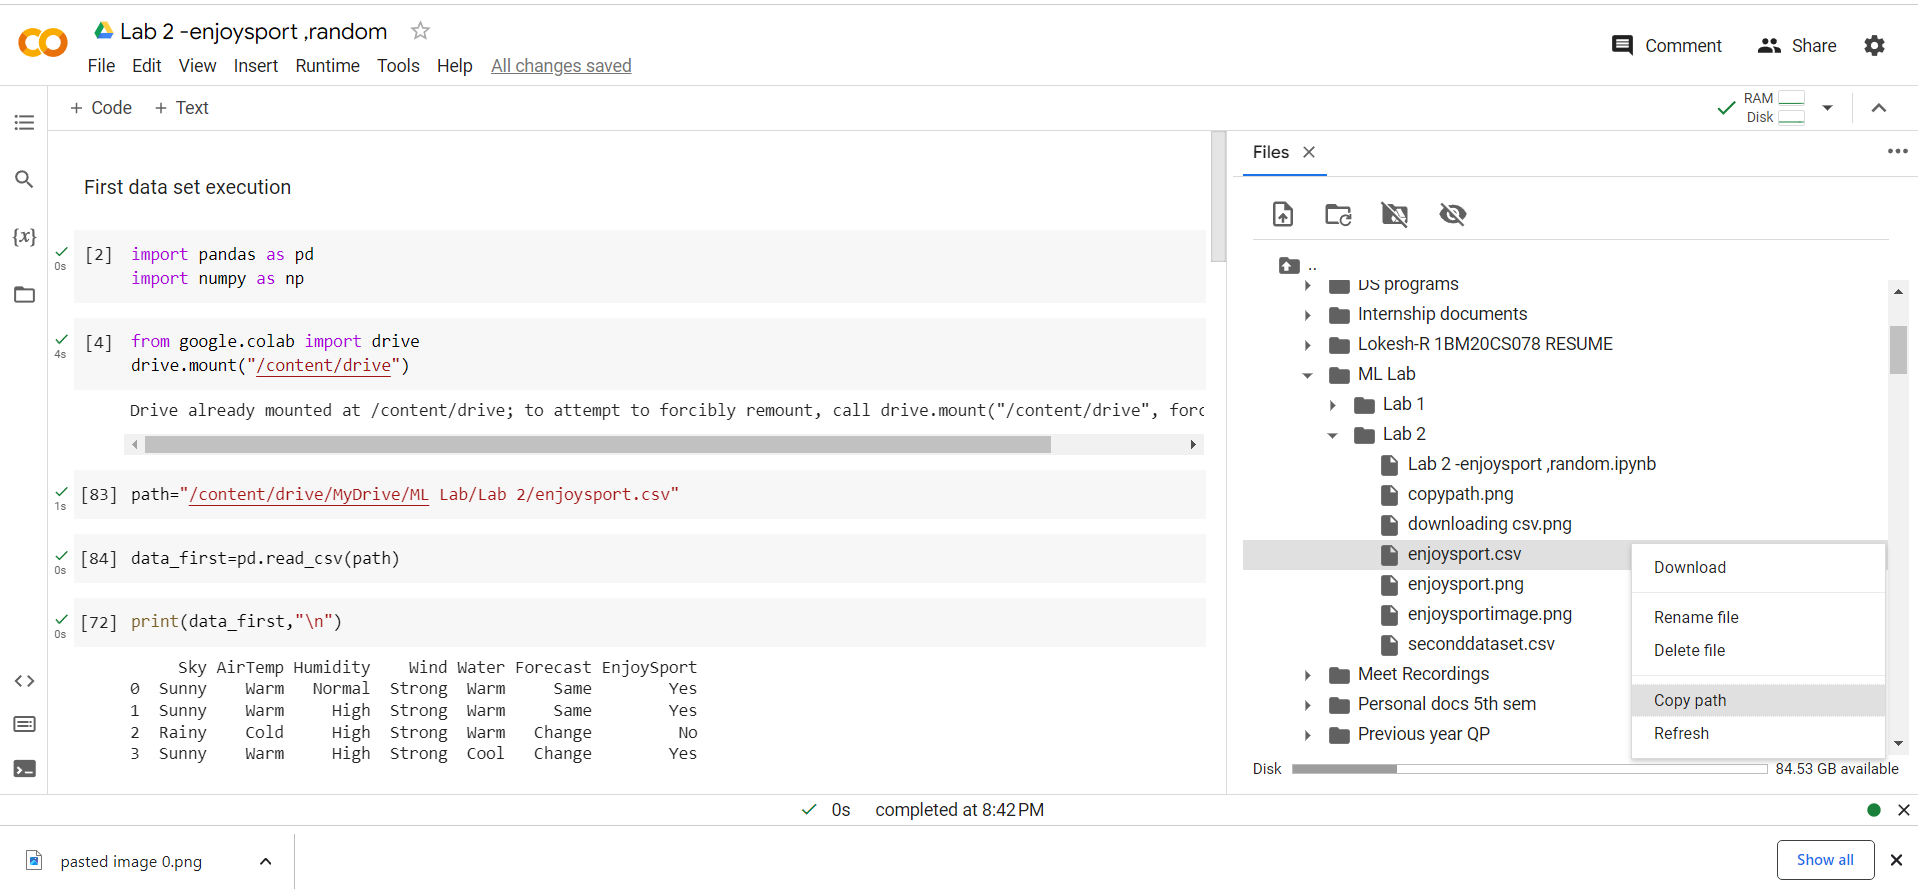 Lab 2 -enjoysport ,random
File Edit View Insert Runtime Tools Help All changes saved
Comment Share
+ Code + Text
RAM
Disk
First data set execution
[2] import pandas as pd
import numpy as np
0s
[4] from google.colab import drive
drive.mount("/content/drive")
4s
Drive already mounted at /content/drive; to attempt to forcibly remount, call drive.mount("/content/drive", forc
[83] path="/content/drive/MyDrive/ML Lab/Lab 2/enjoysport.csv"
1s
[84] data_first=pd.read_csv(path)
0s
[72] print(data_first,"\n")
0s
Sky AirTemp Humidity Wind Water Forecast EnjoySport
0 Sunny Warm Normal Strong Warm Same Yes
1 Sunny Warm High Strong Warm Same Yes
2 Rainy Cold High Strong Warm Change No
3 Sunny Warm High Strong Cool Change Yes
{x}
Files
..
DS programs
Internship documents
Lokesh-R 1BM20CS078 RESUME
ML Lab
Lab 1
Lab 2
Lab 2 -enjoysport ,random.ipynb
copypath.png
downloading csv.png
enjoysport.csv
enjoysport.png
enjoysportimage.png
seconddataset.csv
Meet Recordings
Personal docs 5th sem
Previous year QP
Download
Rename file
Delete file
Copy path
Refresh
Disk 84.53 GB available
0s completed at 8:42 PM
pasted image 0.png
Show all